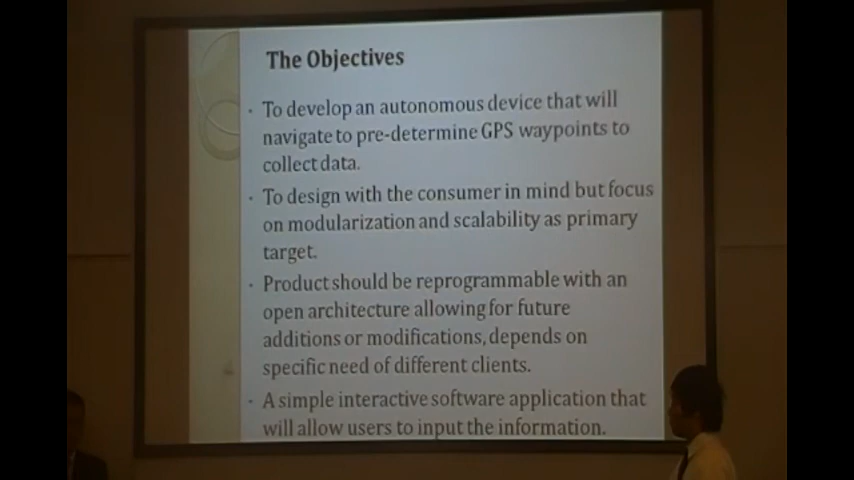 The Objectives
· To develop an autonomous device that will
navigate to pre-determine GPS waypoints to
collect data.
· To design with the consumer in mind but focus
on modularization and scalability as primary
target.
· Product should be reprogrammable with an
open architecture allowing for future
additions or modifications, depends on
specific need of different clients.
· A simple interactive software application that
will allow users to input the information.